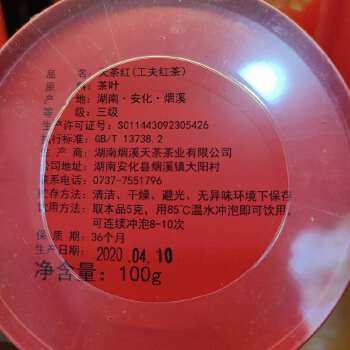 品 名：天茶红(工夫红茶)
原 料：茶叶
产 地：湖南·安化·烟溪
等 级：三级
生产许可证号：SC11443092305426
执行标准：GB/T 13738.2
生 产 商：湖南烟溪天茶茶业有限公司
公司地址：湖南安化县烟溪镇大阳村
联系电话：0737-7551796
贮存方法：清洁、干燥、避光、无异味环境下保存
饮用方法：取本品5克，用85℃温水冲泡即可饮用，
可连续冲泡8-10次
保 质 期：36个月
生产日期：2020.04.10
净含量：100g